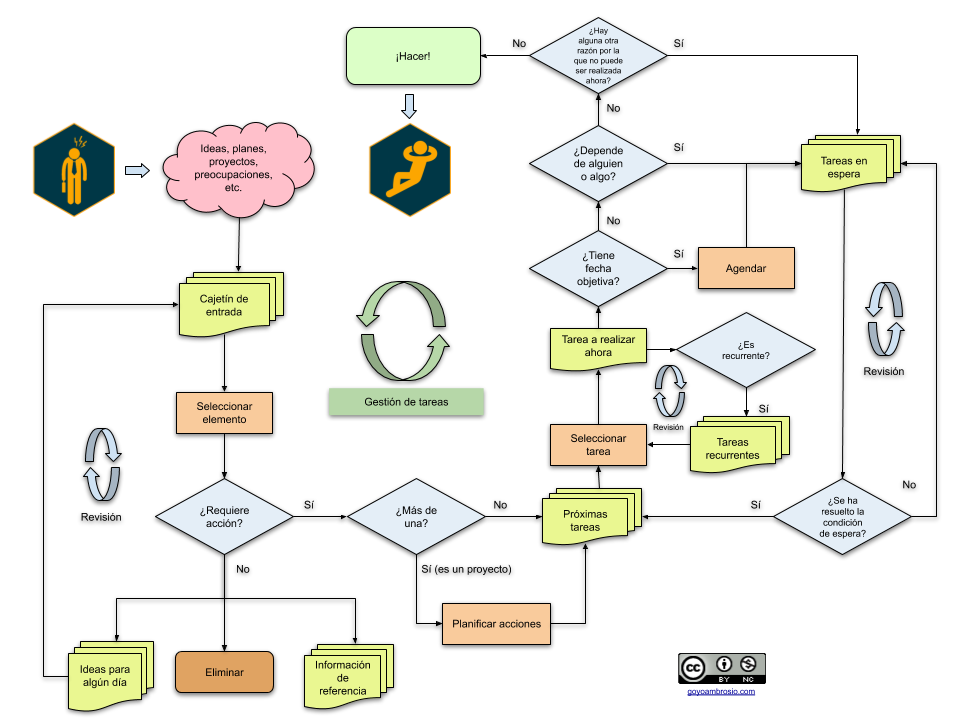 ¿Hay
alguna otra
razón por la
que no puede
ser realizada
ahora?
No
Sí
¡Hacer!
No
Ideas, planes,
proyectos,
preocupaciones,
etc.
¿Depende
de alguien
o algo?
Sí
Tareas en
espera
No
¿Tiene
fecha
objetiva?
Sí
Agendar
Cajetín de
entrada
Tarea a realizar
ahora
¿Es
recurrente?
Revisión
Gestión de tareas
Seleccionar
elemento
Sí
Revisión
Seleccionar
tarea
Tareas
recurrentes
Revisión
¿Requiere
acción?
Sí
¿Más de
una?
No
Próximas
tareas
Sí
¿Se ha
resuelto la
condición
de espera?
No
No
Sí (es un proyecto)
Planificar acciones
Ideas para
algún día
Eliminar
Información
de
referencia
cc
BY NC
goyoambrosio.com